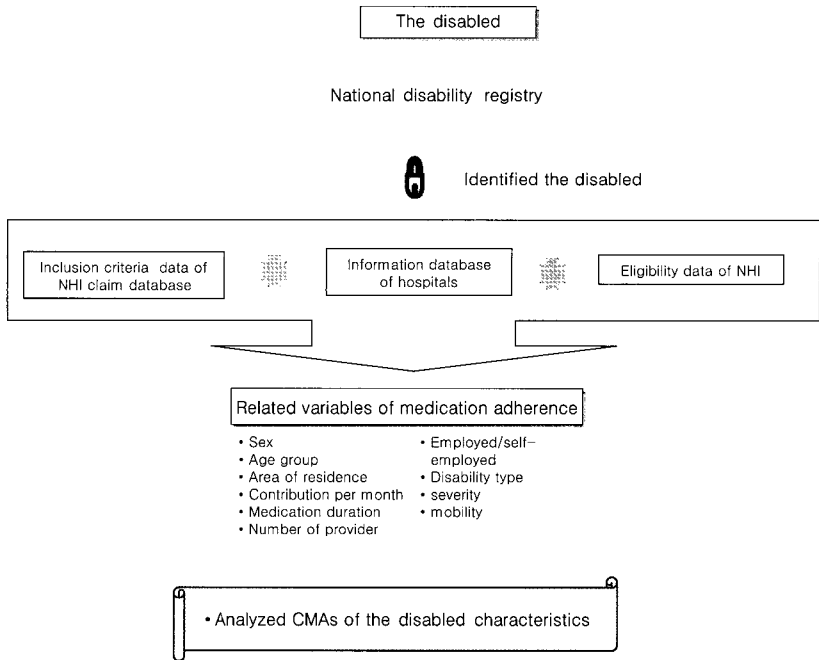 The disabled
National disability registry
Identified the disabled
Inclusion criteria data of
NHI claim database
Information database
of hospitals
Eligibility data of NHI
Related variables of medication adherence
• Sex
• Age group
• Area of residence
• Contribution per month
• Medication duration
• Number of provider
• Employed/self-
employed
• Disability type
• severity
• mobility
• Analyzed CMAs of the disabled characteristics